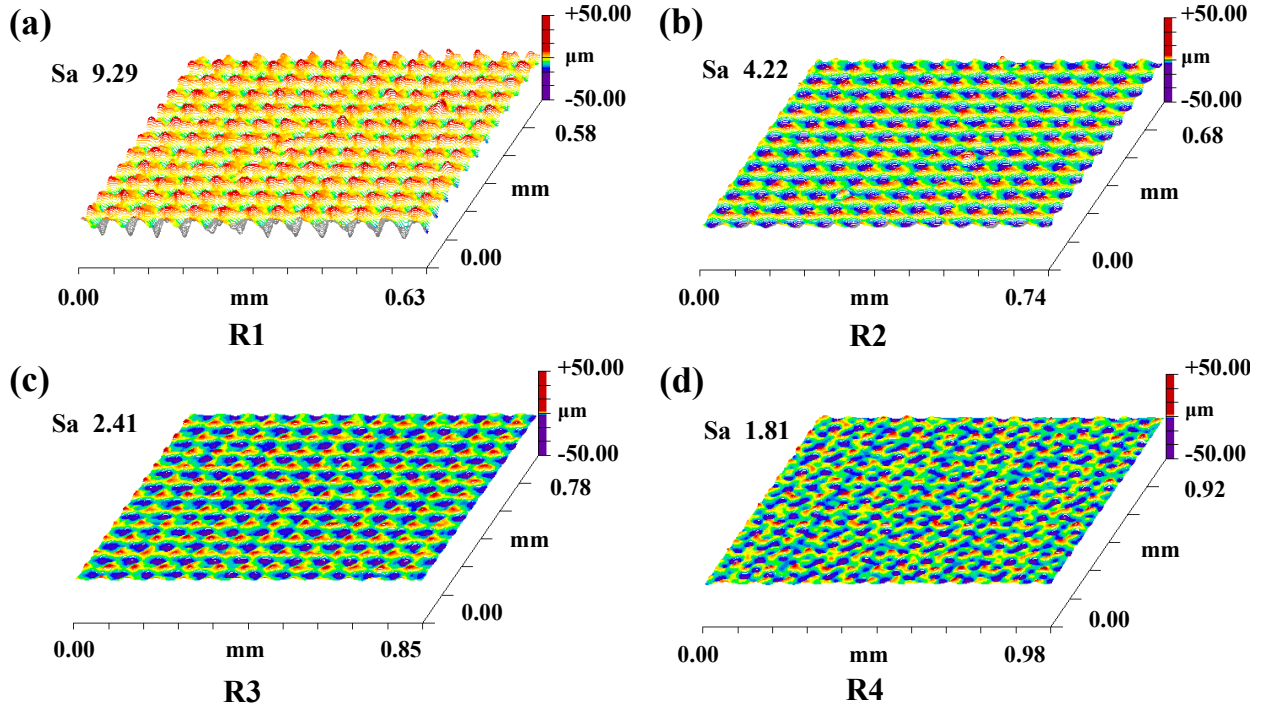 (a)
Sa 9.29
+50.00
µm
-50.00
0.58
mm
0.00
0.00 mm 0.63
R1
(b)
Sa 4.22
+50.00
µm
-50.00
0.68
mm
0.00
0.00 mm 0.74
R2
(c)
Sa 2.41
+50.00
µm
-50.00
0.78
mm
0.00
0.00 mm 0.85
R3
(d)
Sa 1.81
+50.00
µm
-50.00
0.92
mm
0.00
0.00 mm 0.98
R4